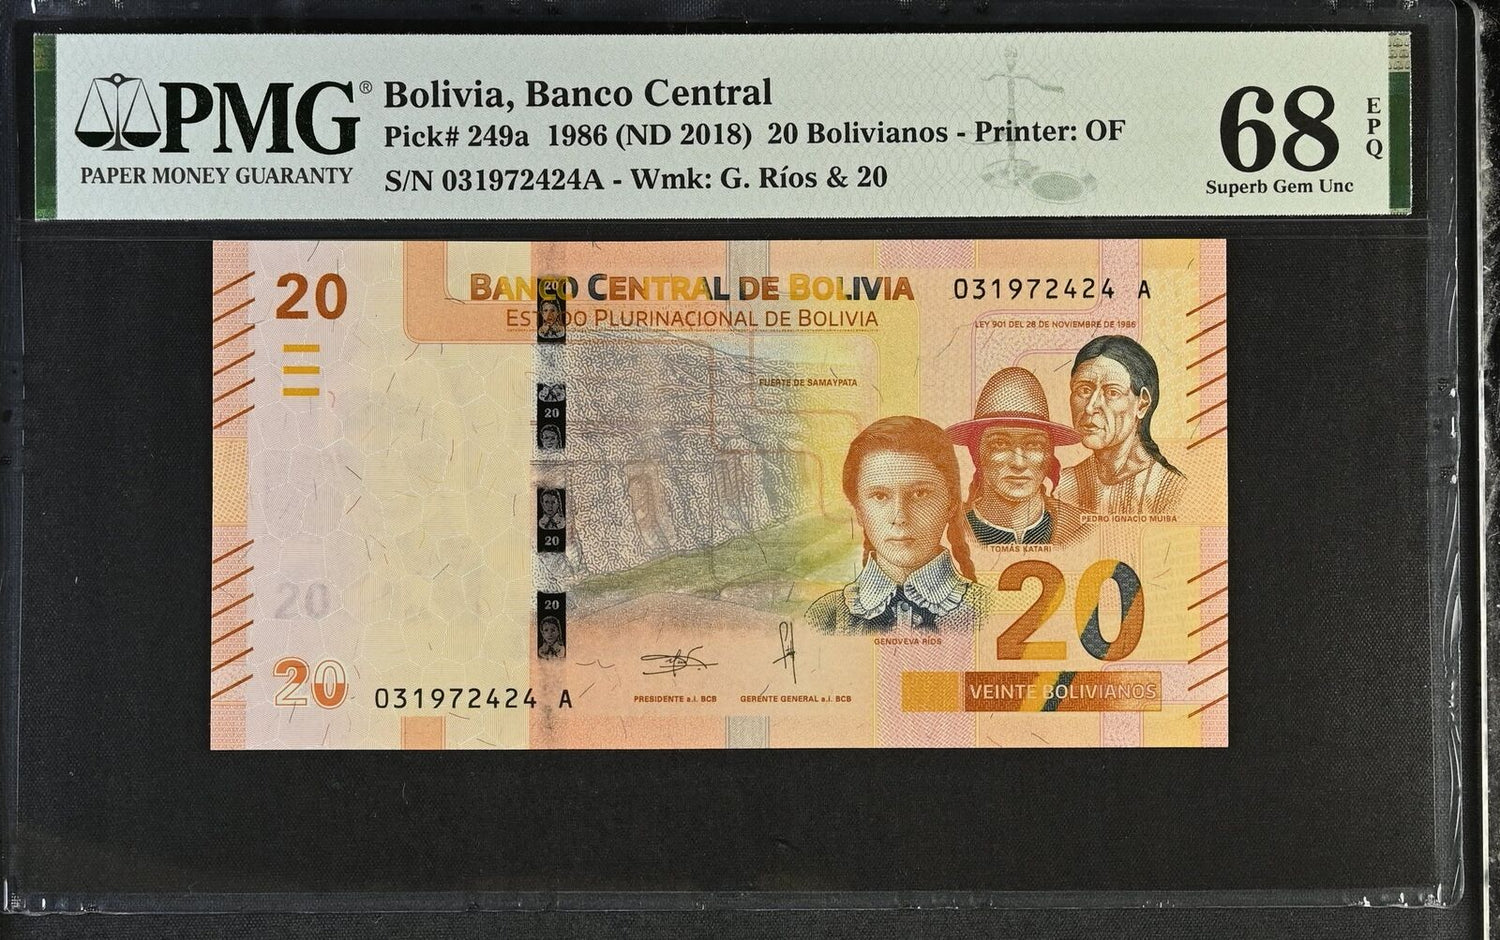 PMG®
PAPER MONEY GUARANTY
Bolivia, Banco Central
Pick# 249a 1986 (ND 2018) 20 Bolivianos - Printer: OF
S/N 031972424A - Wmk: G. Ríos & 20
68
EPQ
Superb Gem Unc
20
BANCO CENTRAL DE BOLIVIA
ESTADO PLURINACIONAL DE BOLIVIA
031972424 A
LEY 901 DEL 28 DE NOVIEMBRE DE 1986
FUERTE DE SAMAYPATA
20
20
20
20
PEDRO IGNACIO MUIBA
TOMÁS KATARI
GENOVEVA RÍOS
20
20
20
031972424 A
PRESIDENTE a.i. BCB
GERENTE GENERAL a.i. BCB
VEINTE BOLIVIANOS